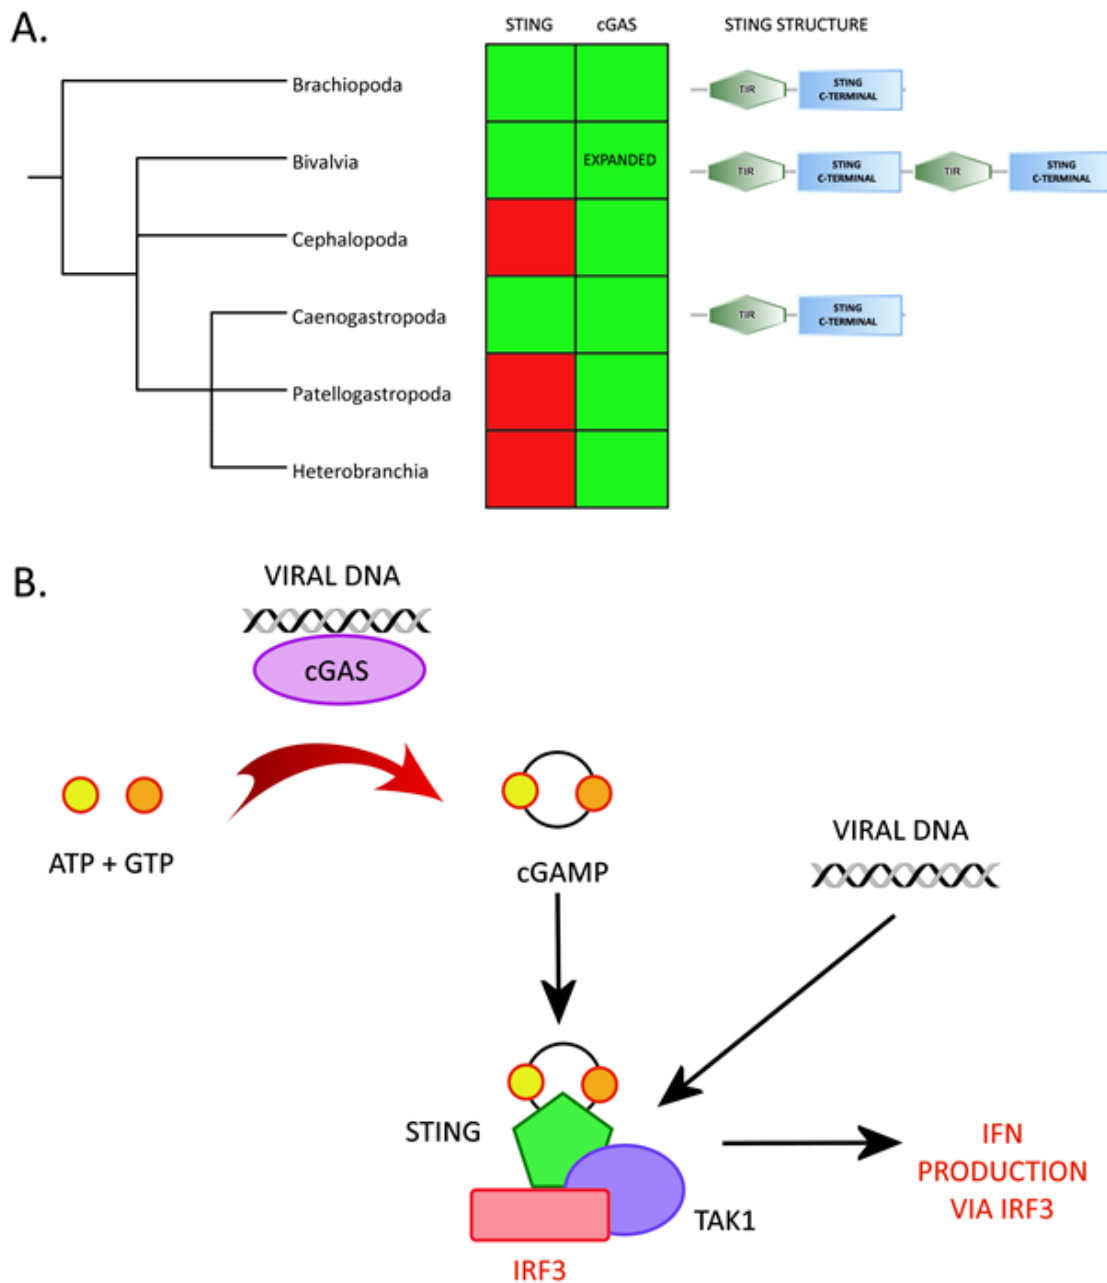 A.
STING cGAS STING STRUCTURE
Brachiopoda
TIR STING
C-TERMINAL
Bivalvia
EXPANDED
TIR STING
C-TERMINAL
TIR STING
C-TERMINAL
Cephalopoda
Caenogastropoda
TIR STING
C-TERMINAL
Patellogastropoda
Heterobranchia
B.
VIRAL DNA
cGAS
ATP + GTP
cGAMP
VIRAL DNA
STING
TAK1
IRF3
IFN
PRODUCTION
VIA IRF3